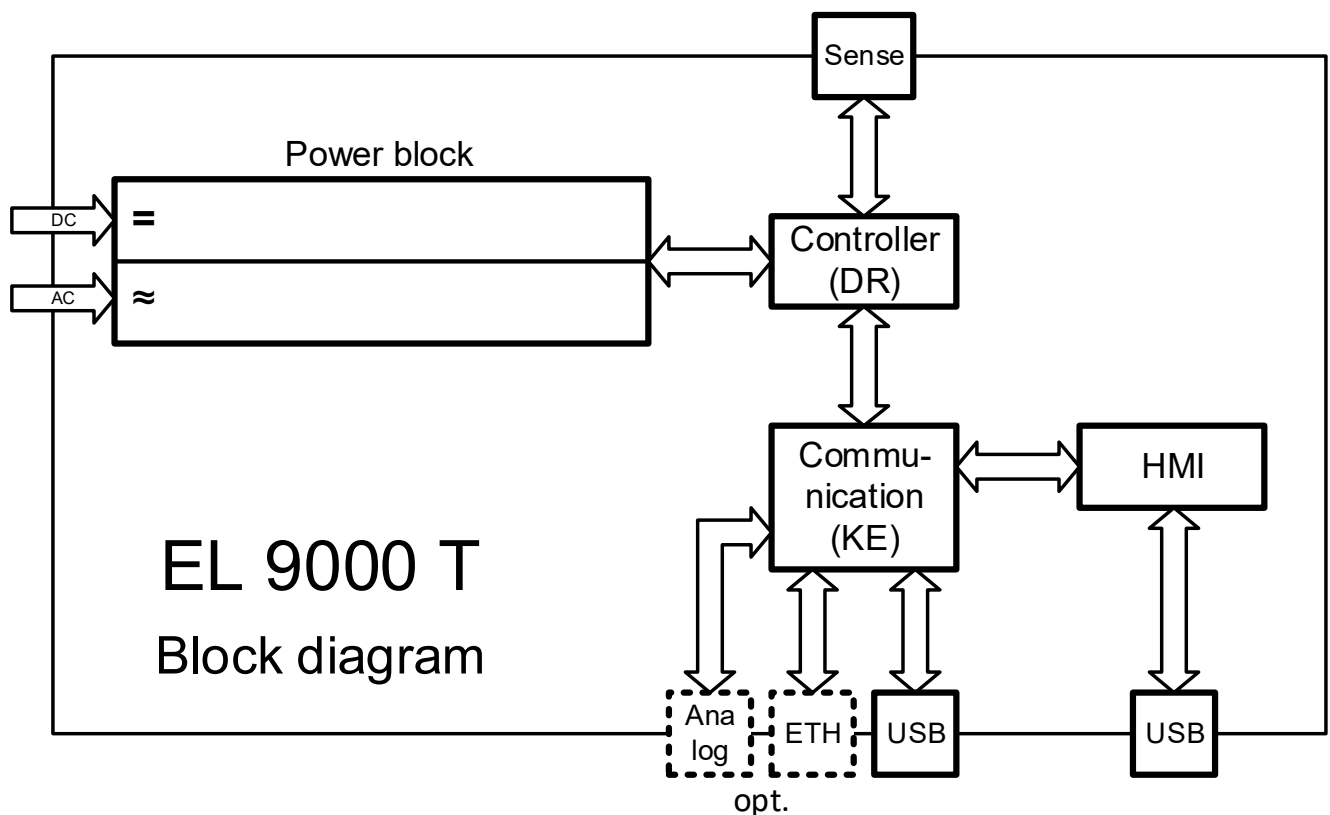 Sense
Power block
DC
=
AC
≈
Controller
(DR)
Commu-
nication
(KE)
HMI
EL 9000 T
Block diagram
Ana
log
ETH
USB
USB
opt.